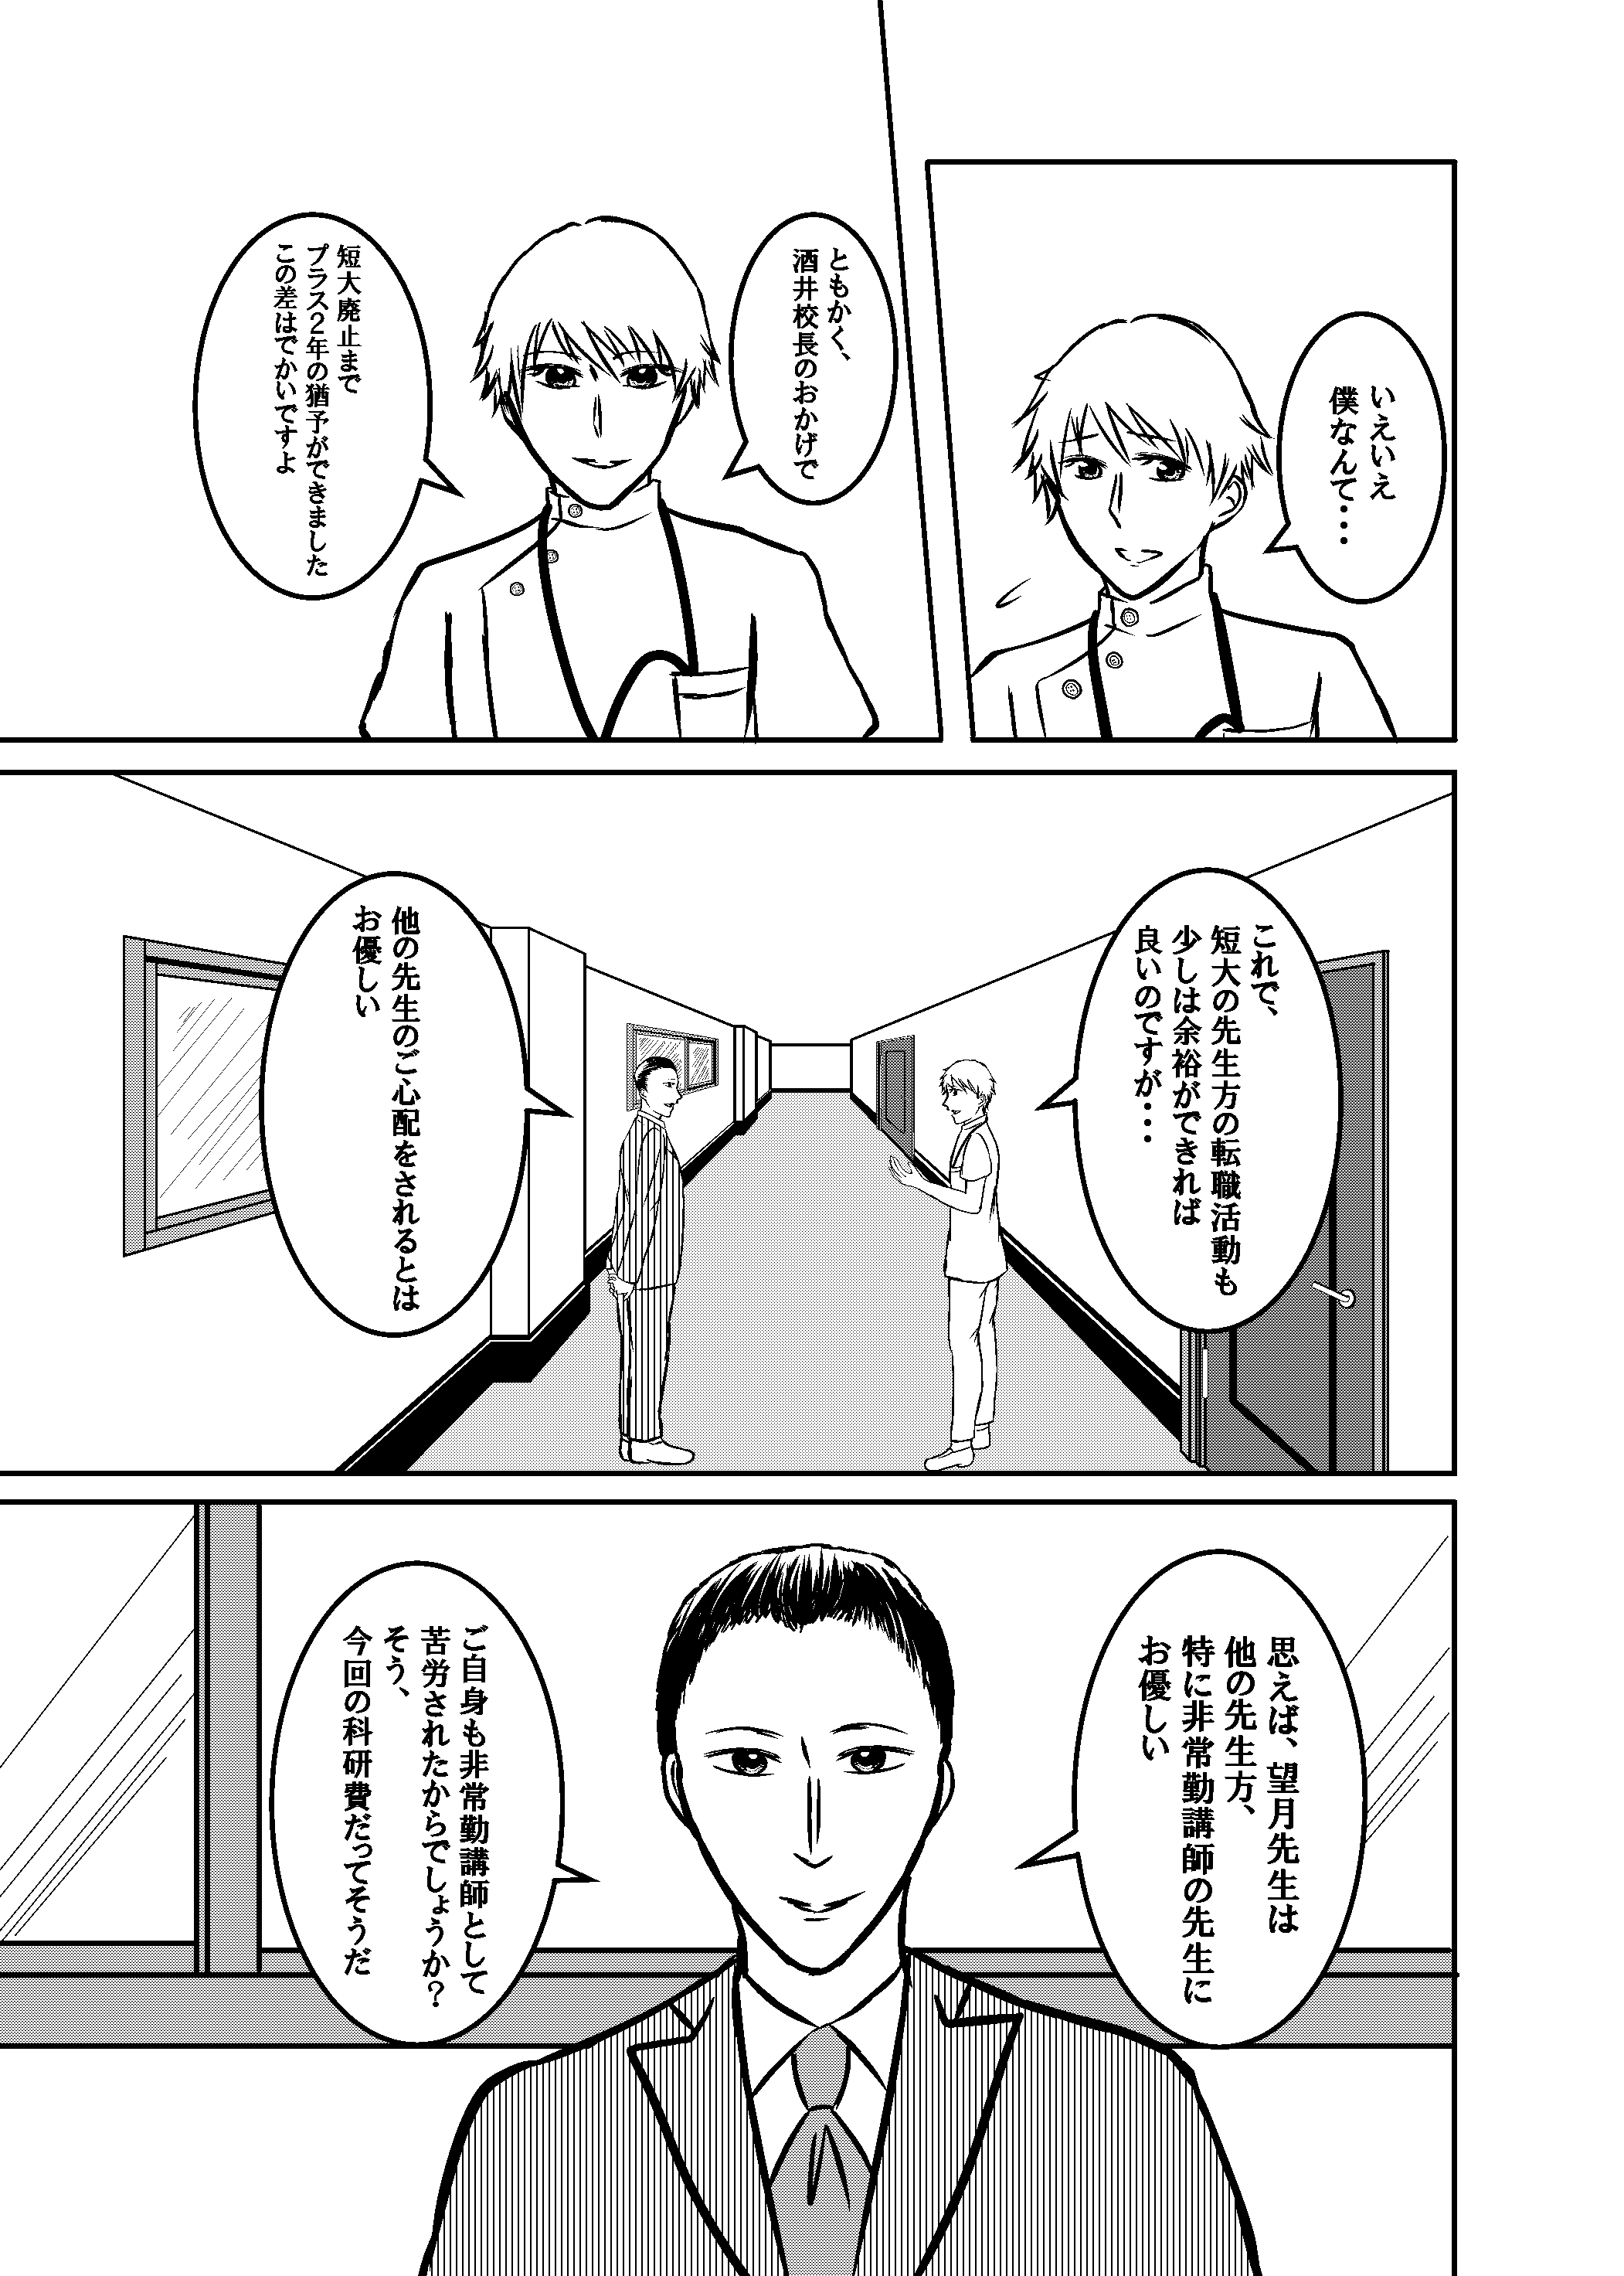 いえいえ
僕なんて・・・
ともかく、
酒井校長のおかげで
短大廃止まで
プラス2年の猶予ができました
この差はでかいですよ
これで、
短大の先生方の転職活動も
少しは余裕ができれば
良いのですが・・・
他の先生のご心配をされるとは
お優しい
思えば、望月先生は
他の先生方、
特に非常勤講師の先生に
お優しい
ご自身も非常勤講師として
苦労されたからでしょうか？
そう、
今回の科研費だってそうだ